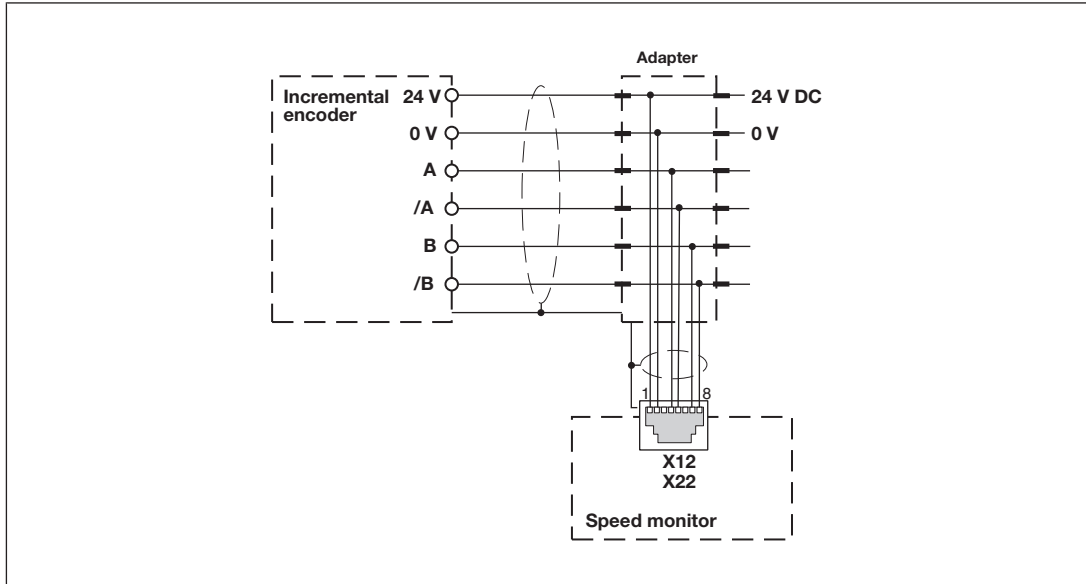 Adapter
Incremental
encoder
24 V
24 V DC
0 V
0 V
A
/A
B
/B
1
8
X12
X22
Speed monitor